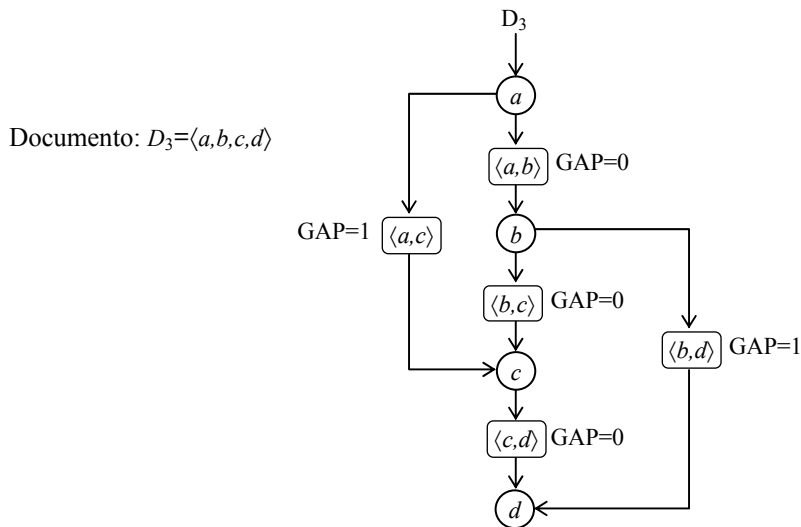 D3
a
Documento: D3=⟨a,b,c,d⟩
⟨a,b⟩ GAP=0
GAP=1 ⟨a,c⟩
b
⟨b,c⟩ GAP=0
⟨b,d⟩ GAP=1
c
⟨c,d⟩ GAP=0
d